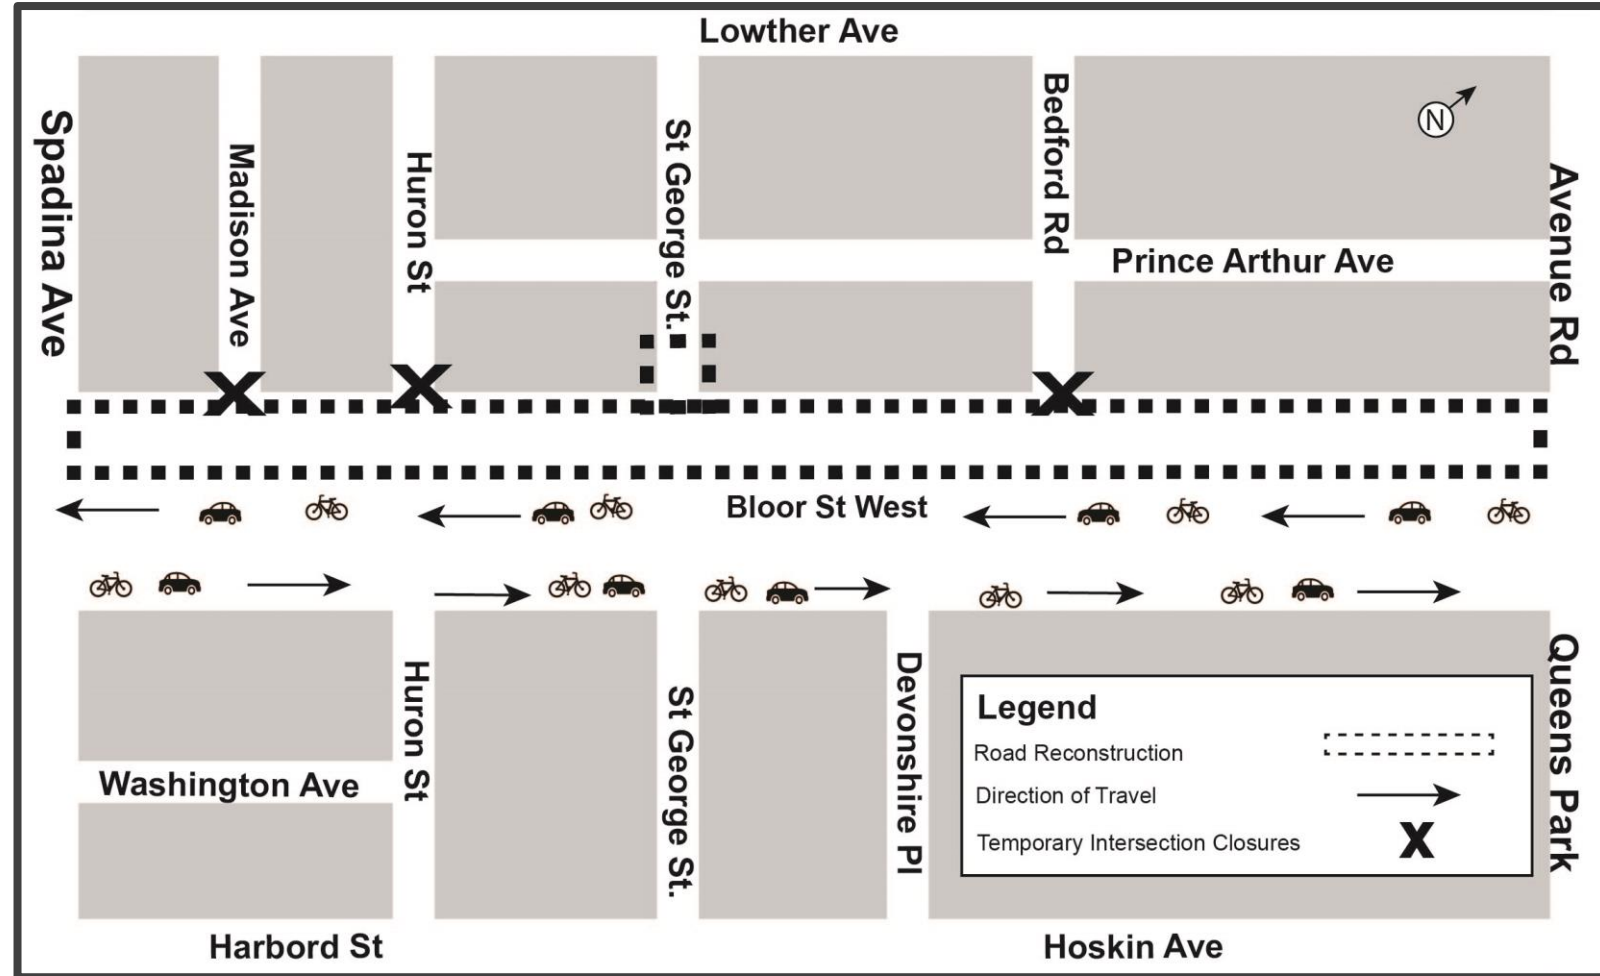 Lowther Ave
Spadina Ave
Madison Ave
Huron St
St George St.
Bedford Rd
N
Avenue Rd
Prince Arthur Ave
X
X
X
Bloor St West
Huron St
St George St.
Devonshire Pl
Queens Park
Washington Ave
Legend
Road Reconstruction
Direction of Travel
Temporary Intersection Closures X
Harbord St
Hoskin Ave